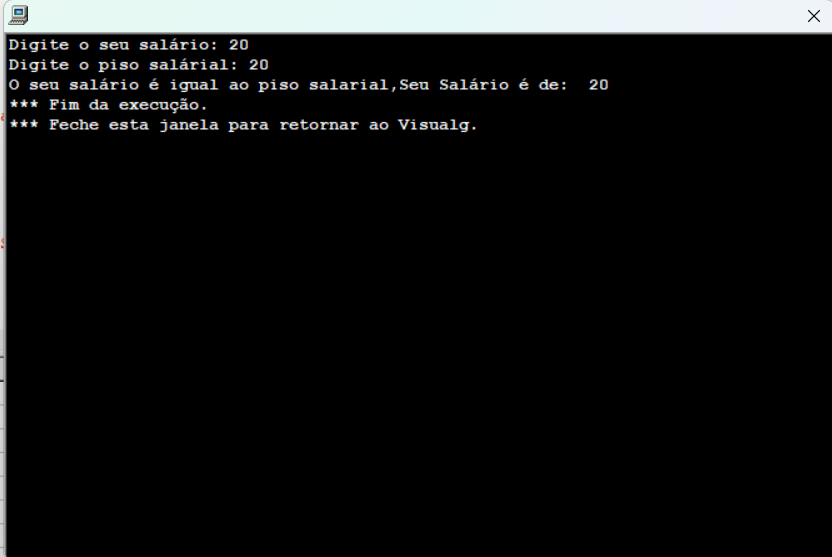 Digite o seu salário: 20
Digite o piso salárial: 20
O seu salário é igual ao piso salarial,Seu Salário é de:  20
*** Fim da execução.
*** Feche esta janela para retornar ao Visualg.